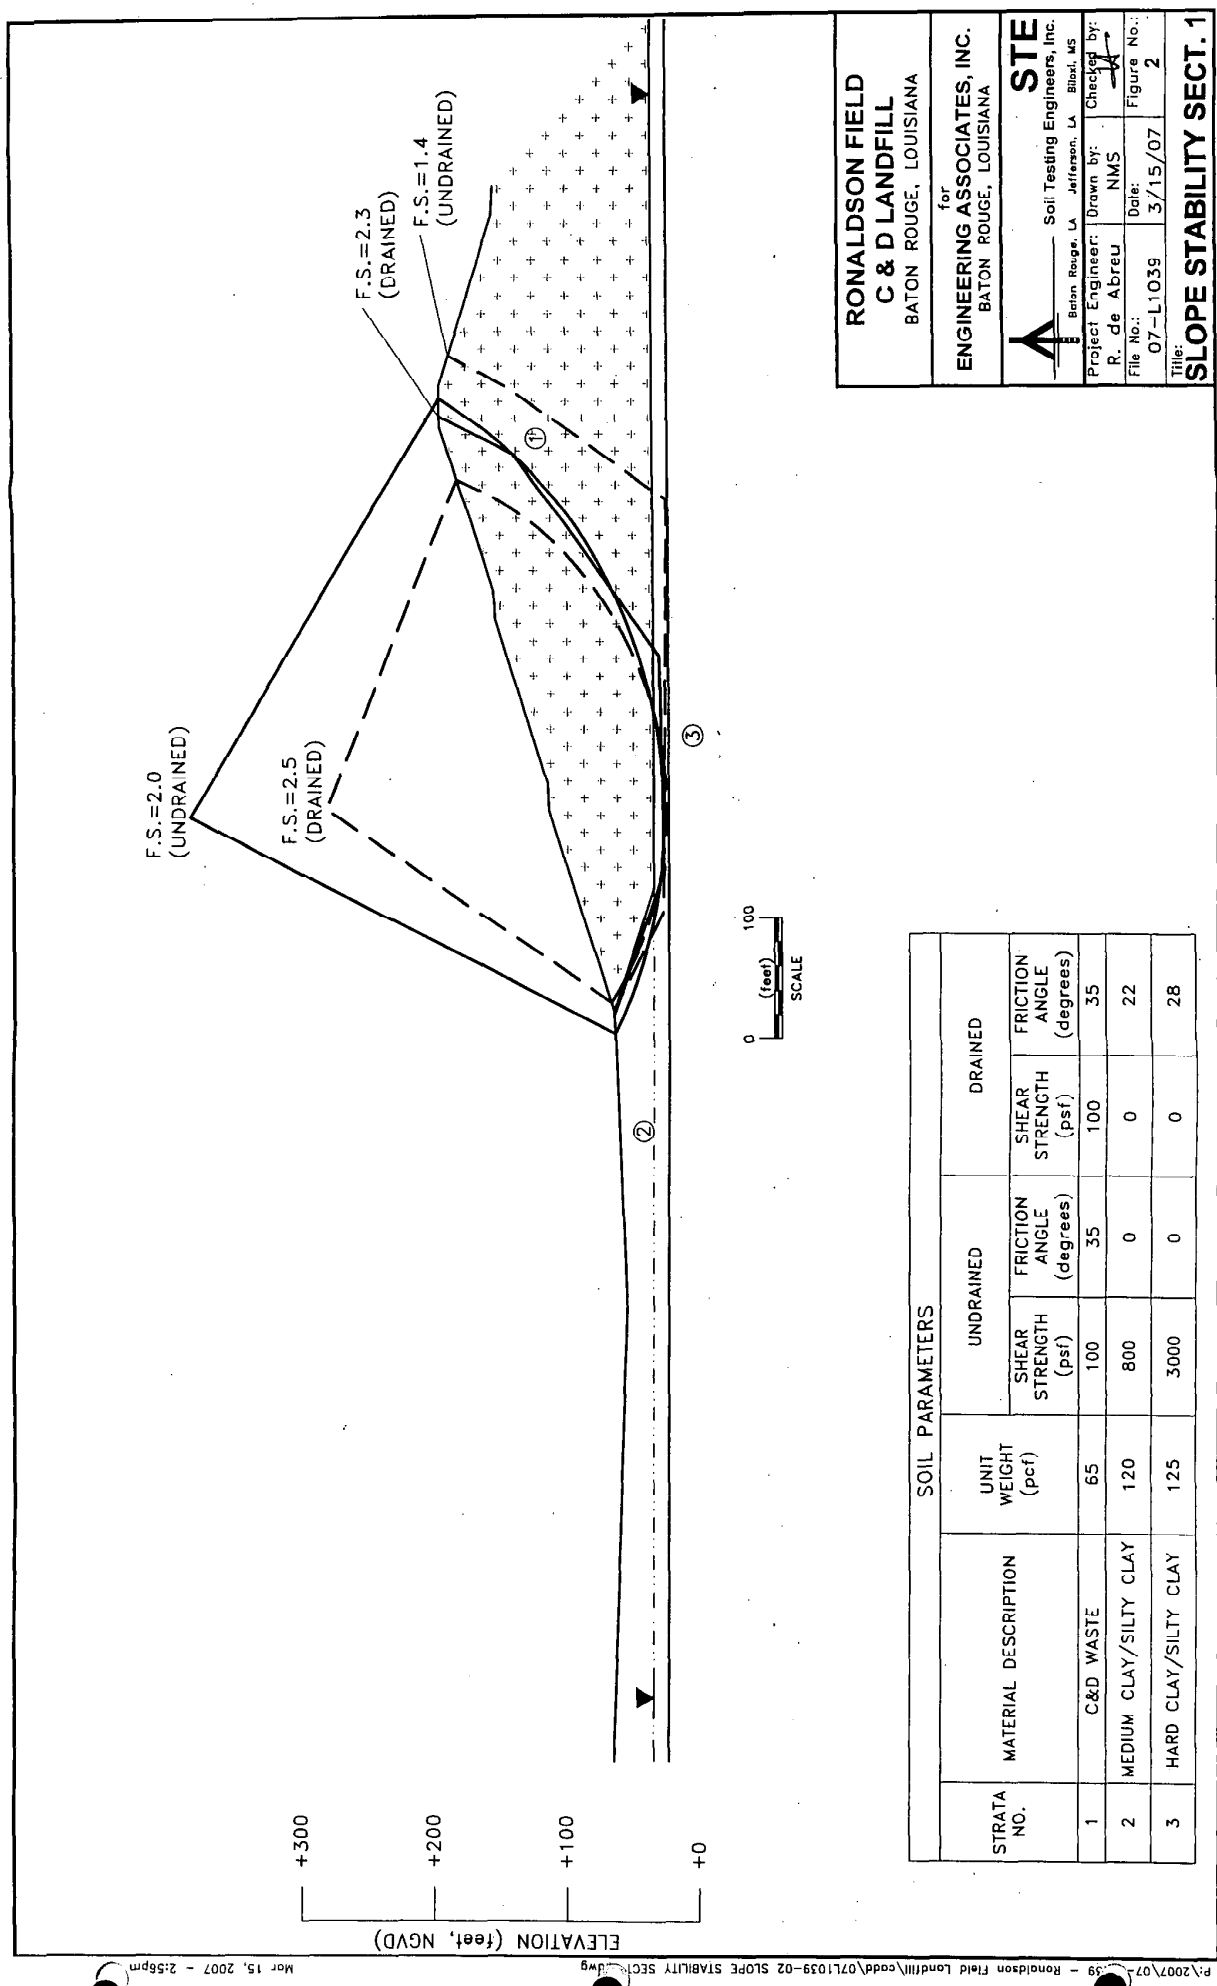 F.S.=2.0
(UNDRAINED)
F.S.=2.5
(DRAINED)
F.S.=2.3
(DRAINED)
F.S.=1.4
(UNDRAINED)
1
2
3
ELEVATION (feet, NGVD)
+300
+200
+100
+0
0 100
(feet)
SCALE
SOIL PARAMETERS
STRATA NO. MATERIAL DESCRIPTION UNIT WEIGHT (pcf) UNDRAINED DRAINED
SHEAR STRENGTH (psf) FRICTION ANGLE (degrees) SHEAR STRENGTH (psf) FRICTION ANGLE (degrees)
1 C&D WASTE 65 100 35 100 35
2 MEDIUM CLAY/SILTY CLAY 120 800 0 0 22
3 HARD CLAY/SILTY CLAY 125 3000 0 0 28
RONALDSON FIELD
C & D LANDFILL
BATON ROUGE, LOUISIANA
for
ENGINEERING ASSOCIATES, INC.
BATON ROUGE, LOUISIANA
STE
Soil Testing Engineers, Inc.
Baton Rouge, LA Jefferson, LA Biloxi, MS
Project Engineer: Drawn by: Checked by:
R. de Abreu NMS
File No.: Date: Figure No.:
07-L1039 3/15/07 2
Title:
SLOPE STABILITY SECT. 1
P:\2007\07- 39 - Ronaldson Field Landfill\cadd\07L1039-02 SLOPE STABILITY SECT .dwg
Mar 15, 2007 - 2:56pm